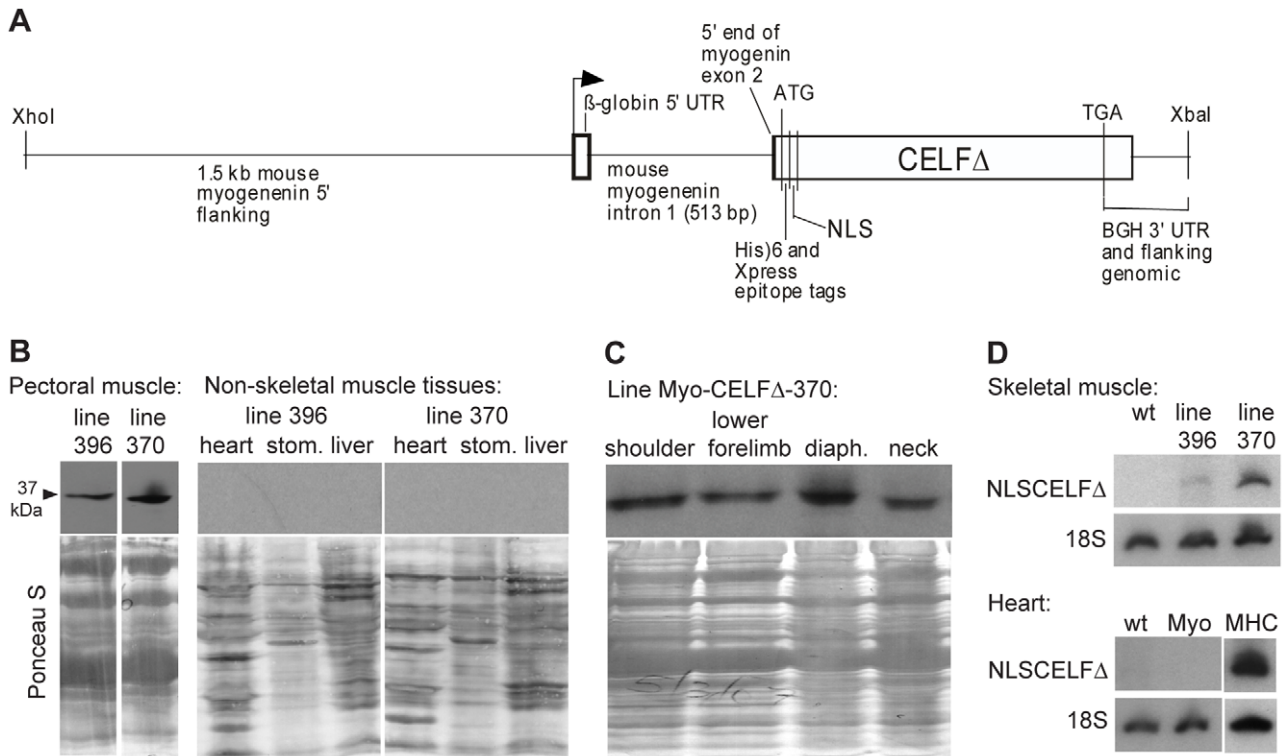 A
XhoI
1.5 kb mouse
myogenenin 5'
flanking
ß-globin 5' UTR
mouse
myogenenin
intron 1 (513 bp)
5' end of
myogenin
exon 2
ATG
CELFΔ
NLS
His)6 and
Xpress
epitope tags
TGA
XbaI
BGH 3' UTR
and flanking
genomic
B
Pectoral muscle:
line line
396 370
37
kDa
Ponceau S
Non-skeletal muscle tissues:
line 396 line 370
heart stom. liver heart stom. liver
C
Line Myo-CELFΔ-370:
lower
shoulder forelimb diaph. neck
D
Skeletal muscle:
wt line line
396 370
NLSCELFΔ
18S
Heart:
wt Myo MHC
NLSCELFΔ
18S